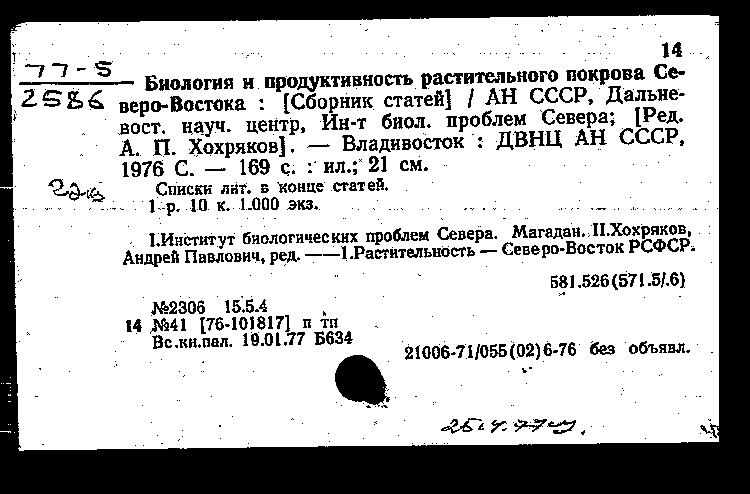 14
77-5
2586
Биология и продуктивность растительного покрова Се-
веро-Востока : [Сборник статей] / АН СССР, Дальне-
вост. науч. центр, Ин-т биол. проблем Севера; [Ред.
А. П. Хохряков]. — Владивосток : ДВНЦ АН СССР,
1976 С. — 169 с. : ил.; 21 см.
Списки лит. в конце статей.
1 р. 10 к. 1.000 экз.
I.Институт биологических проблем Севера. Магадан. II.Хохряков,
Андрей Павлович, ред. ——1.Растительность — Северо-Восток РСФСР.
581.526(571.5/.6)
№2306 15.5.4
14 №41 [76-101817] п тп
Вс.кн.пал. 19.01.77 Б634
21006-71/055(02)6-76 без объявл.